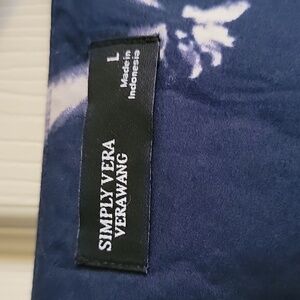 SIMPLY VERA
VERAWANG
L
Made in
Indonesia